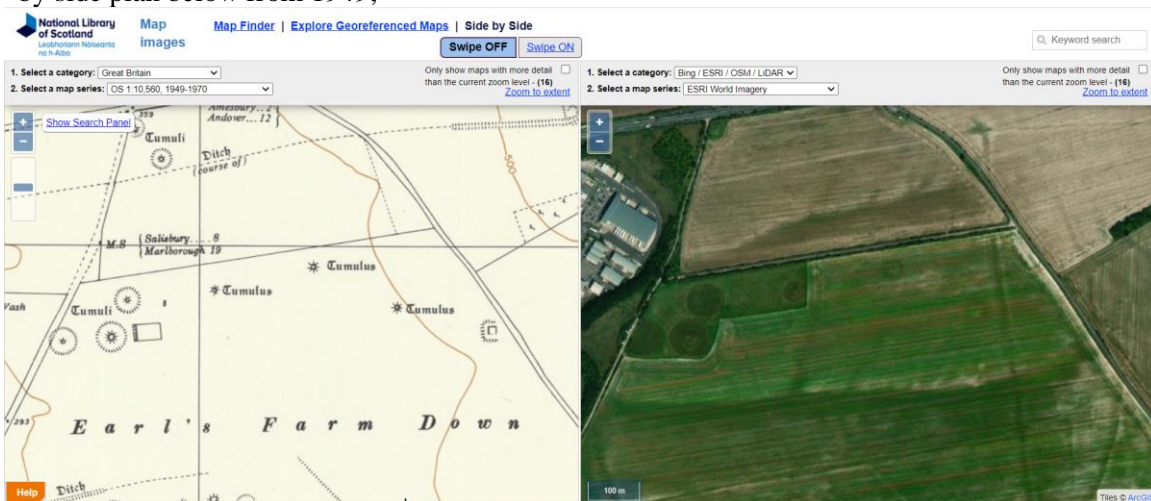 by side plan below from 1949,
National Library
of Scotland
Leabharlann Nàiseanta
na h-Alba
Map
images
Map Finder | Explore Georeferenced Maps | Side by Side
Swipe OFF Swipe ON
Keyword search
1. Select a category: Great Britain
2. Select a map series: OS 1:10,560, 1949-1970
Only show maps with more detail
than the current zoom level - (16)
Zoom to extent
1. Select a category: Bing / ESRI / OSM / LiDAR
2. Select a map series: ESRI World Imagery
Only show maps with more detail
than the current zoom level - (16)
Zoom to extent
Show Search Panel
359
Amesbury... 2
Andover... 12
Tumuli
Ditch
(course of)
500
M.S
Salisbury.... 8
Marlborough 19
Tumulus
Tumulus
Tumulus
Tumuli
293
Earl's Farm Down
Ditch
Help
100 m
Tiles © ArcGIS